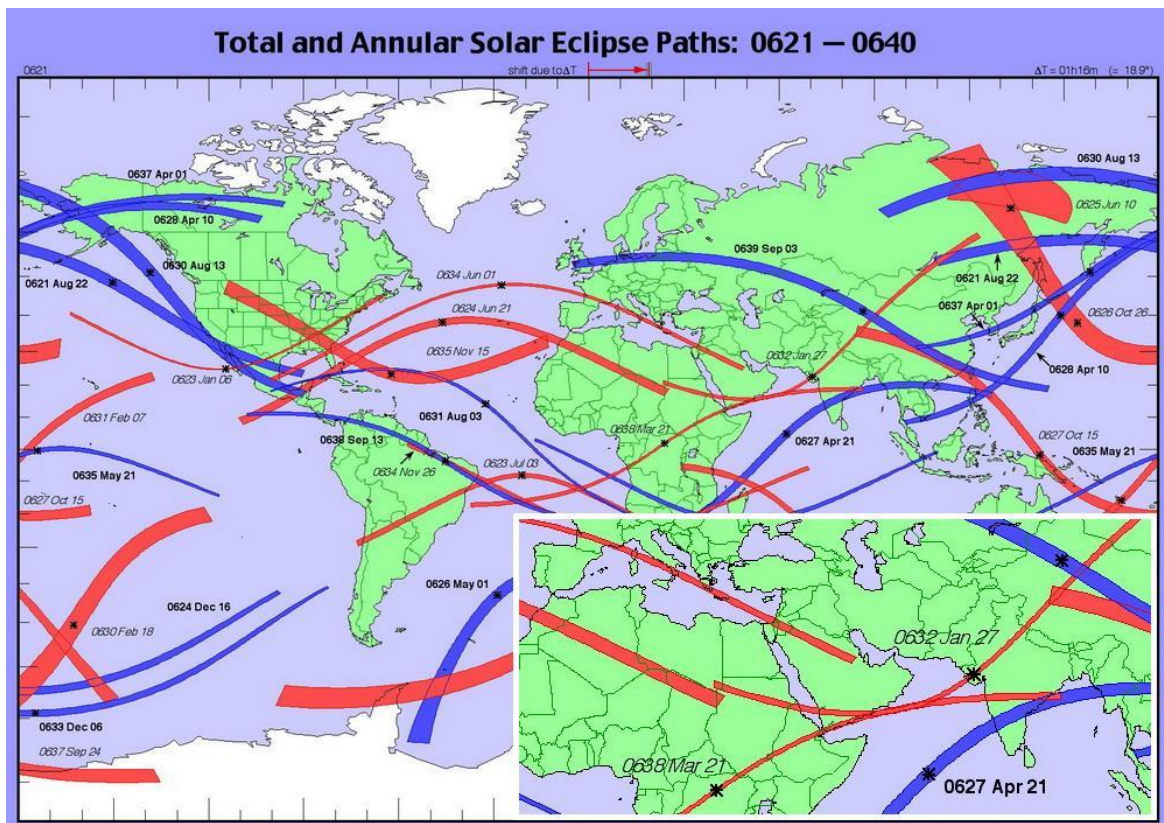 Total and Annular Solar Eclipse Paths: 0621 — 0640
0621
shift due to ΔT
ΔT = 01h16m (= 18.9°)
0637 Apr 01
0628 Apr 10
0630 Aug 13
0621 Aug 22
0623 Jan 06
0634 Jun 01
0624 Jun 21
0635 Nov 15
0639 Sep 03
0630 Aug 13
0625 Jun 10
0621 Aug 22
0637 Apr 01
0626 Oct 26
0628 Apr 10
0632 Jan 27
0631 Feb 07
0631 Aug 03
0638 Sep 13
0634 Nov 26
0623 Jul 03
0638 Mar 21
0627 Apr 21
0627 Oct 15
0635 May 21
0635 May 21
0627 Oct 15
0624 Dec 16
0626 May 01
0630 Feb 18
0633 Dec 06
0637 Sep 24
0632 Jan 27
0638 Mar 21
0627 Apr 21